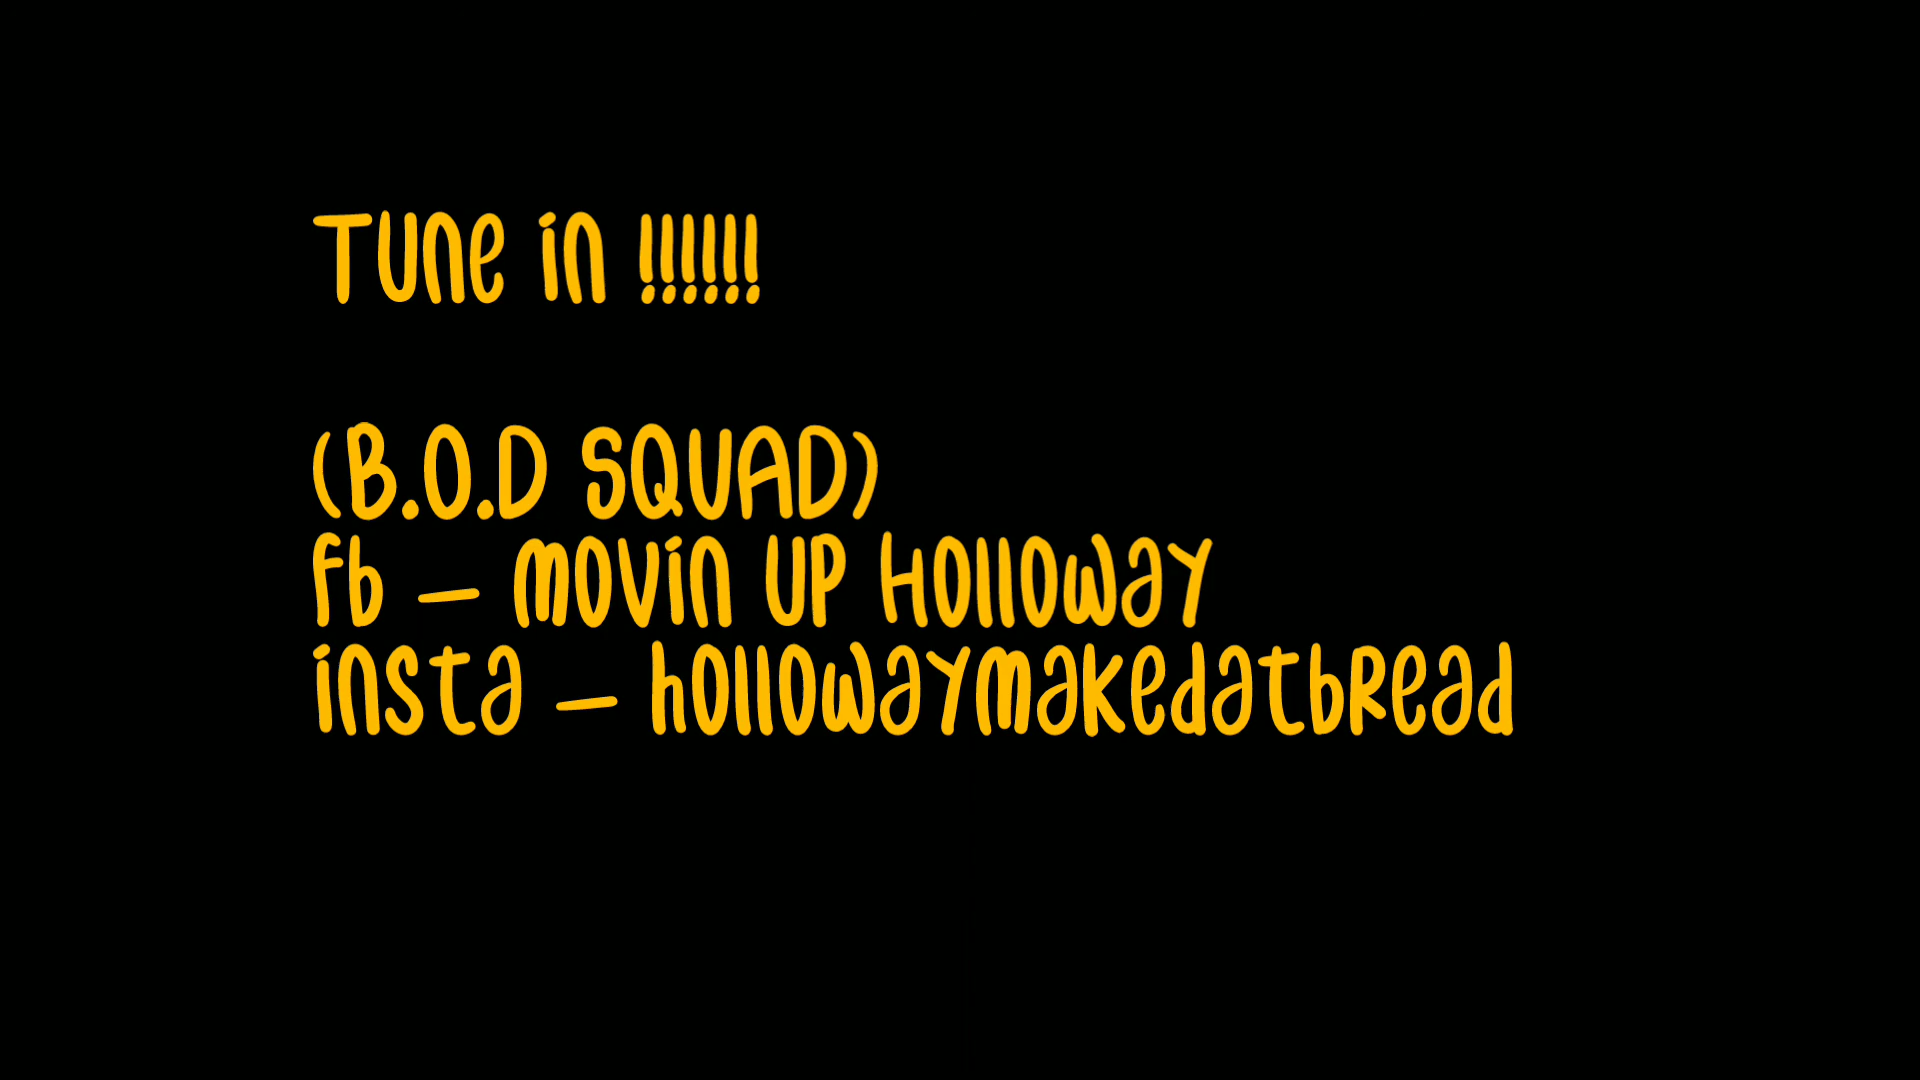 Tune in !!!!!!
(B.O.D SQUAD)
fb - movin up Holloway
insta - hollowaymakedatbread